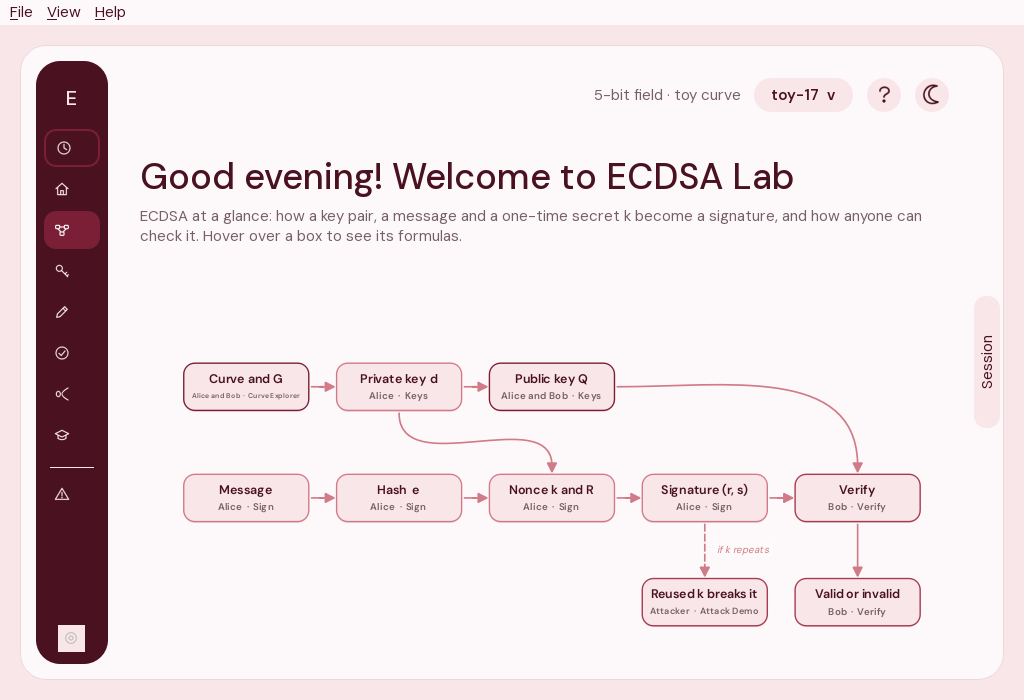 File View Help
E
5-bit field · toy curve
toy-17 v
?
Good evening! Welcome to ECDSA Lab
ECDSA at a glance: how a key pair, a message and a one-time secret k become a signature, and how anyone can
check it. Hover over a box to see its formulas.
Session
Curve and G
Alice and Bob · Curve Explorer
Private key d
Alice · Keys
Public key Q
Alice and Bob · Keys
Message
Alice · Sign
Hash e
Alice · Sign
Nonce k and R
Alice · Sign
Signature (r, s)
Alice · Sign
Verify
Bob · Verify
if k repeats
Reused k breaks it
Attacker · Attack Demo
Valid or invalid
Bob · Verify